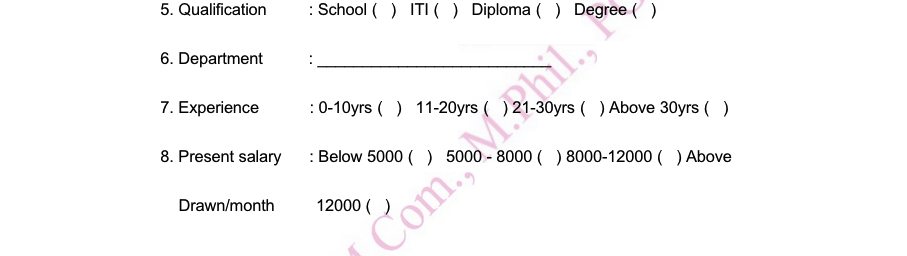 5. Qualification : School ( ) ITI ( ) Diploma ( ) Degree ( )
6. Department : __________________________
7. Experience : 0-10yrs ( ) 11-20yrs ( ) 21-30yrs ( ) Above 30yrs ( )
8. Present salary : Below 5000 ( ) 5000 - 8000 ( ) 8000-12000 ( ) Above
Drawn/month 12000 ( )
Com., M.Phil.,